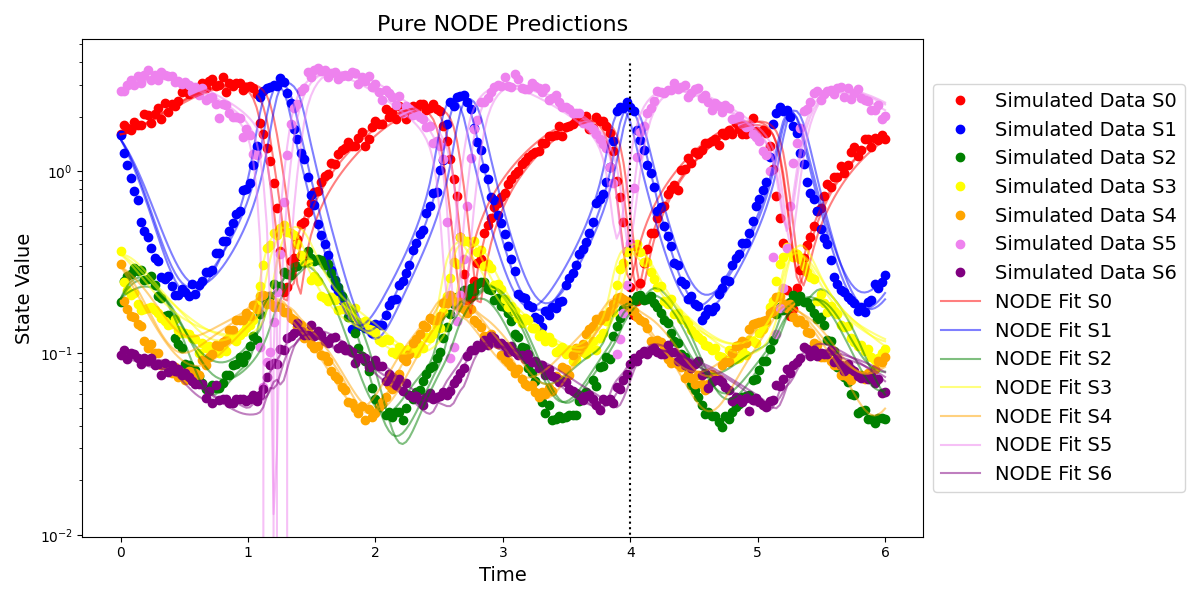 Pure NODE Predictions
State Value
10⁰
10⁻¹
10⁻²
0 1 2 3 4 5 6
Time
Simulated Data S0
Simulated Data S1
Simulated Data S2
Simulated Data S3
Simulated Data S4
Simulated Data S5
Simulated Data S6
NODE Fit S0
NODE Fit S1
NODE Fit S2
NODE Fit S3
NODE Fit S4
NODE Fit S5
NODE Fit S6